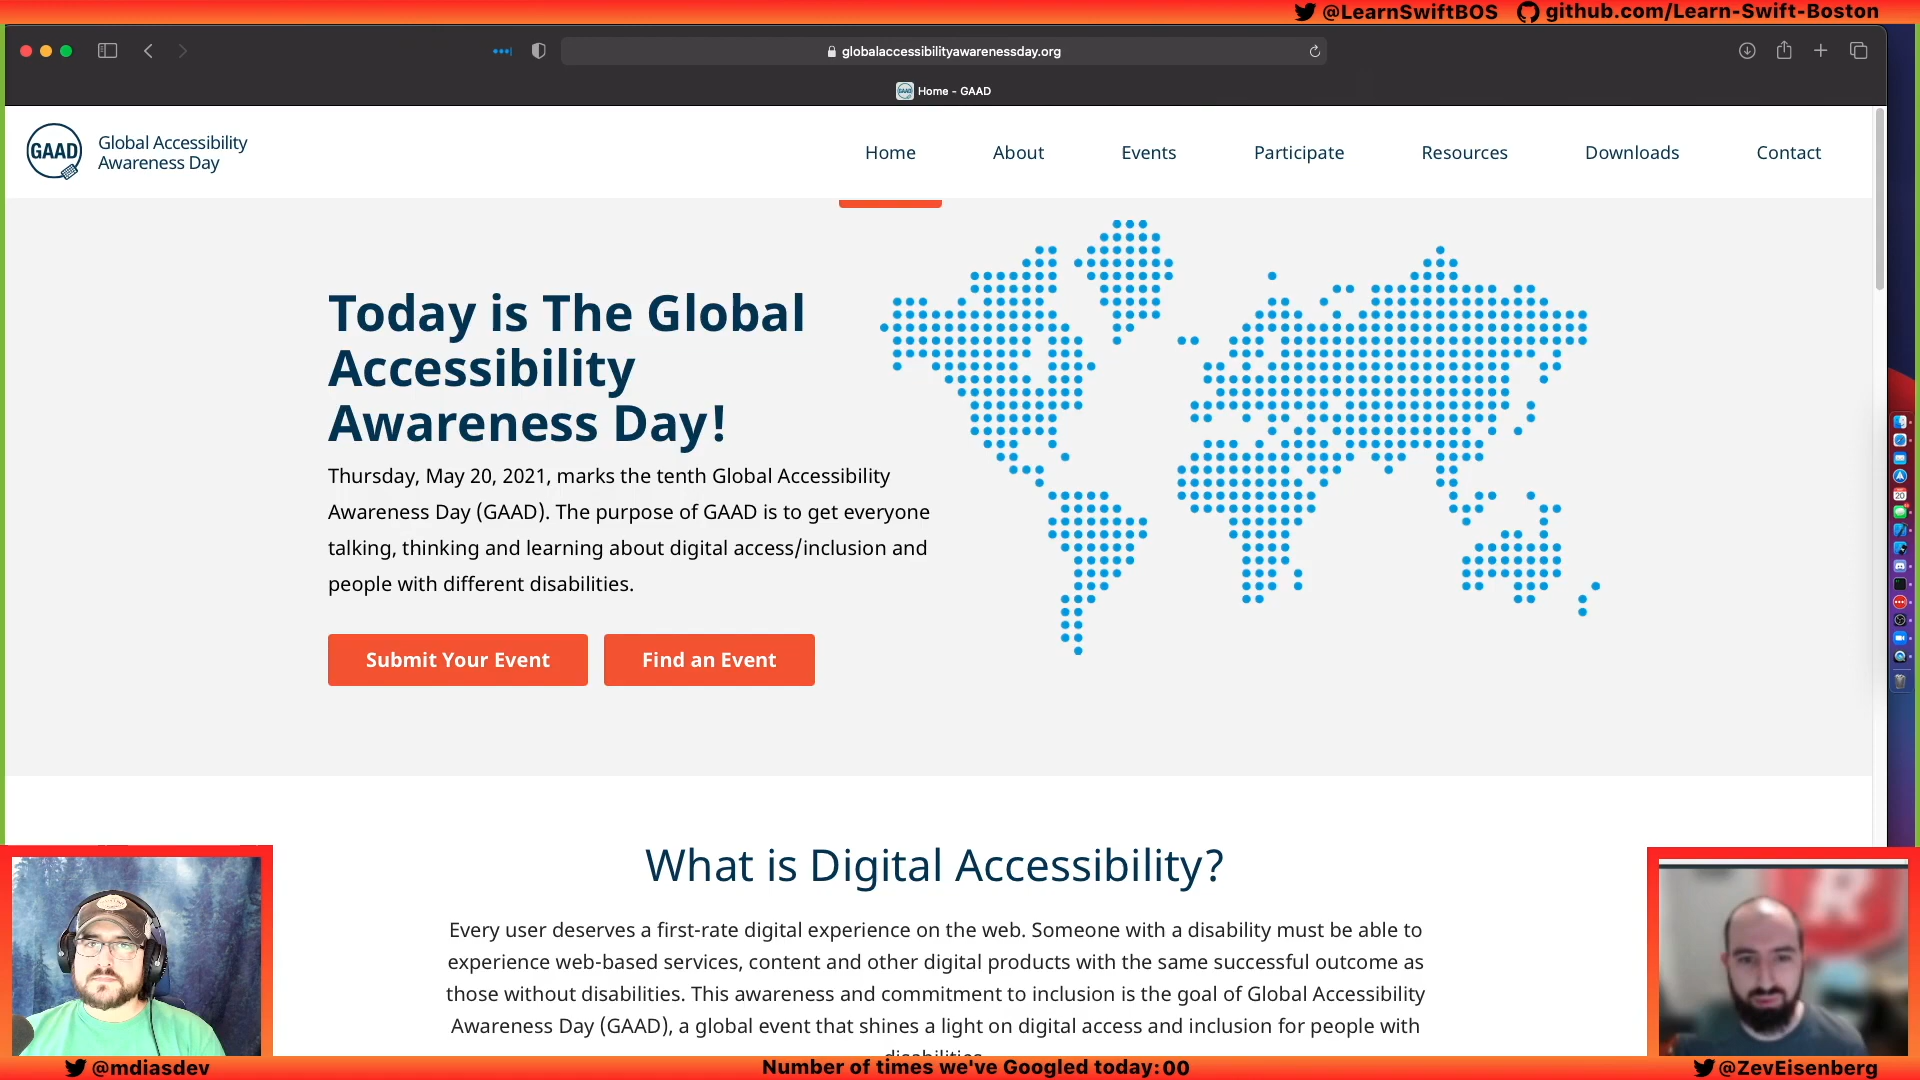 @LearnSwiftBOS github.com/Learn-Swift-Boston
globalaccessibilityawarenessday.org
Home - GAAD
GAAD
Global Accessibility
Awareness Day
Home About Events Participate Resources Downloads Contact
Today is The Global
Accessibility
Awareness Day!
Thursday, May 20, 2021, marks the tenth Global Accessibility
Awareness Day (GAAD). The purpose of GAAD is to get everyone
talking, thinking and learning about digital access/inclusion and
people with different disabilities.
Submit Your Event Find an Event
What is Digital Accessibility?
Every user deserves a first-rate digital experience on the web. Someone with a disability must be able to
experience web-based services, content and other digital products with the same successful outcome as
those without disabilities. This awareness and commitment to inclusion is the goal of Global Accessibility
Awareness Day (GAAD), a global event that shines a light on digital access and inclusion for people with
disabilities.
@mdiasdev
Number of times we've Googled today:00
@ZevEisenberg